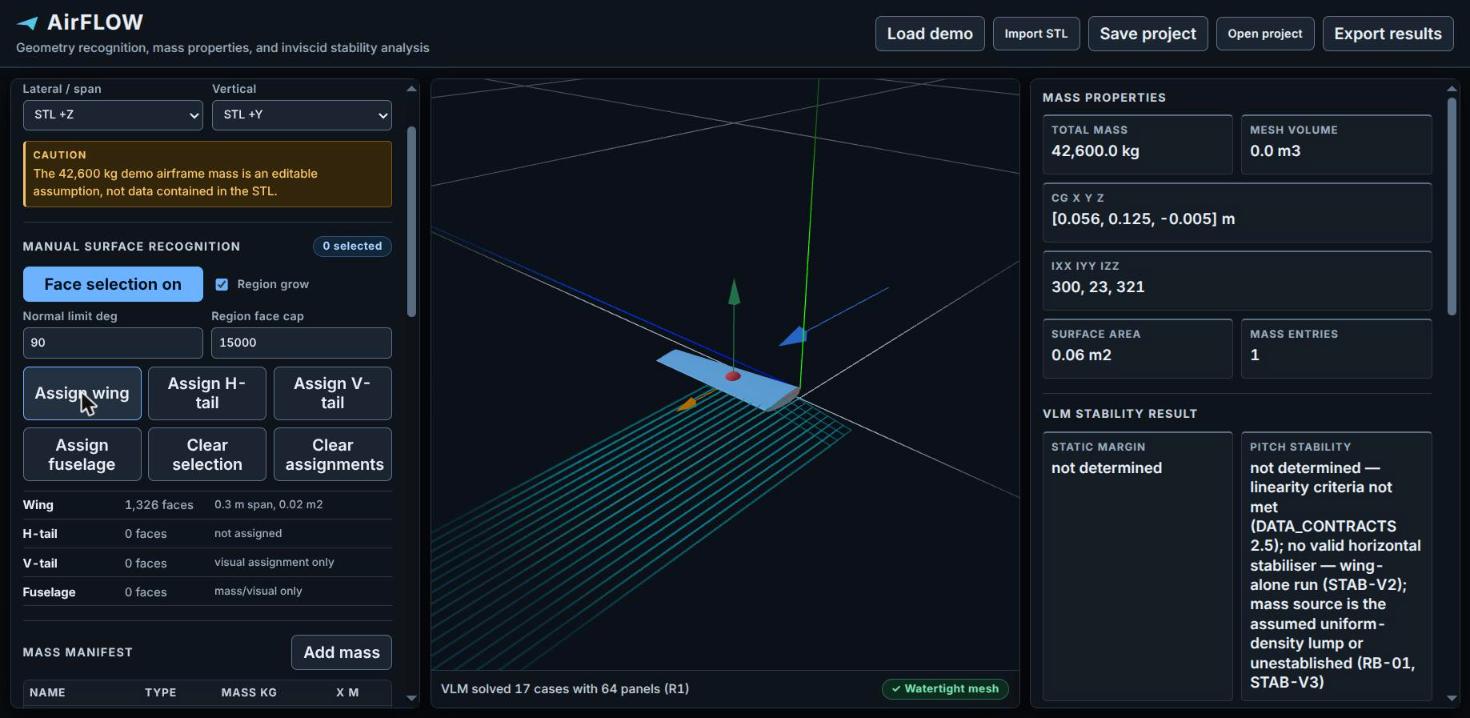 AirFLOW
Geometry recognition, mass properties, and inviscid stability analysis
Load demo
Import STL
Save project
Open project
Export results
Lateral / span
Vertical
STL +Z
STL +Y
CAUTION
The 42,600 kg demo airframe mass is an editable
assumption, not data contained in the STL.
MANUAL SURFACE RECOGNITION
0 selected
Face selection on
Region grow
Normal limit deg
Region face cap
90
15000
Assign wing
Assign H-
tail
Assign V-
tail
Assign
fuselage
Clear
selection
Clear
assignments
Wing 1,326 faces 0.3 m span, 0.02 m2
H-tail 0 faces not assigned
V-tail 0 faces visual assignment only
Fuselage 0 faces mass/visual only
MASS MANIFEST
Add mass
NAME TYPE MASS KG X M
VLM solved 17 cases with 64 panels (R1)
✓ Watertight mesh
MASS PROPERTIES
TOTAL MASS
42,600.0 kg
MESH VOLUME
0.0 m3
CG X Y Z
[0.056, 0.125, -0.005] m
IXX IYY IZZ
300, 23, 321
SURFACE AREA
0.06 m2
MASS ENTRIES
1
VLM STABILITY RESULT
STATIC MARGIN
not determined
PITCH STABILITY
not determined —
linearity criteria not
met
(DATA_CONTRACTS
2.5); no valid horizontal
stabiliser — wing-
alone run (STAB-V2);
mass source is the
assumed uniform-
density lump or
unestablished (RB-01,
STAB-V3)